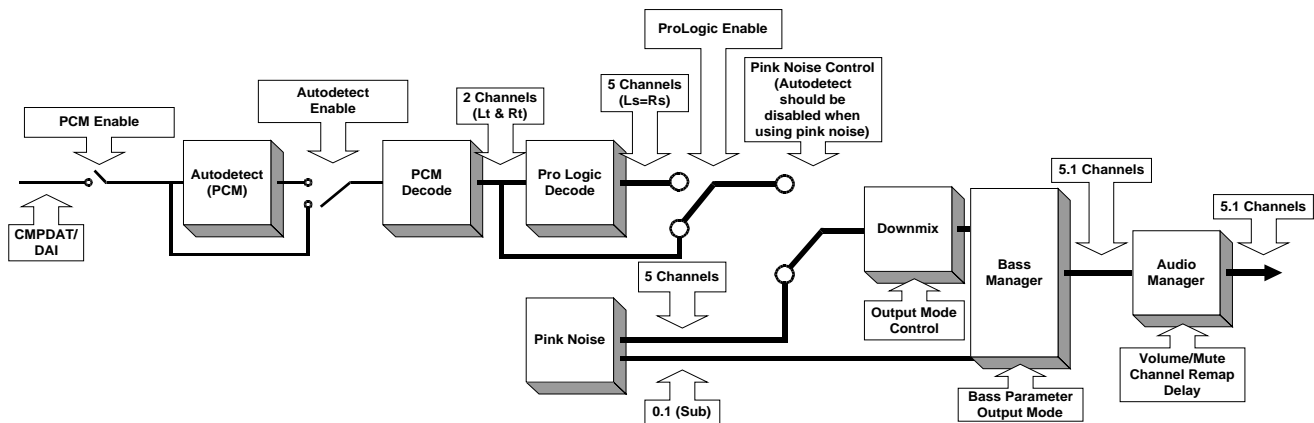 ProLogic Enable
Pink Noise Control
(Autodetect
should be
disabled when
using pink noise)
5 Channels
(Ls=Rs)
2 Channels
(Lt & Rt)
Autodetect
Enable
PCM Enable
Autodetect
(PCM)
PCM
Decode
Pro Logic
Decode
CMPDAT/
DAI
5.1 Channels
5.1 Channels
Downmix
Bass
Manager
Audio
Manager
5 Channels
Output Mode
Control
Pink Noise
Volume/Mute
Channel Remap
Delay
0.1 (Sub)
Bass Parameter
Output Mode